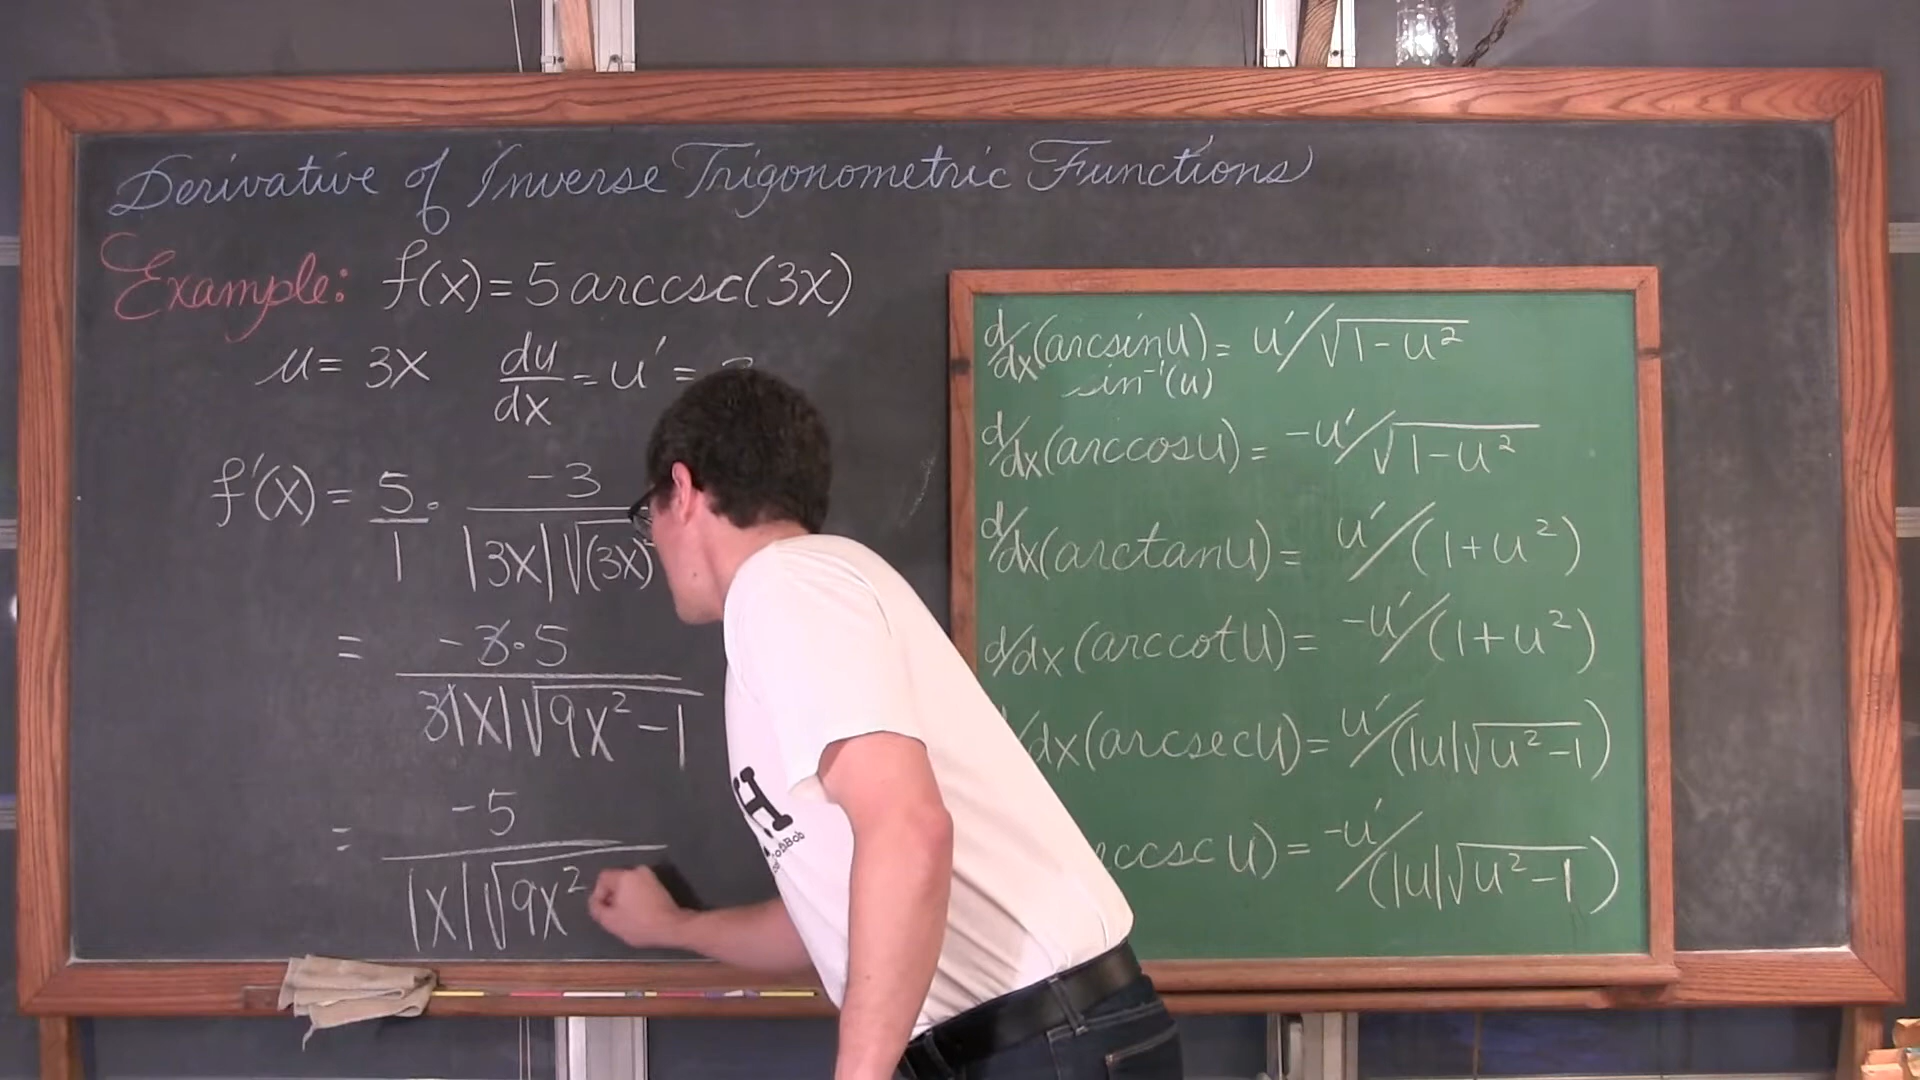 Derivative of Inverse Trigonometric Functions
Example: f(x) = 5 arccsc(3x)
u = 3x du/dx = u' =
f'(x) = 5/1 · -3/|3x|√(3x)
= -3·5/3|x|√9x²-1
= -5/|x|√9x²
d/dx(arcsin u) = u'/√1-u²
sin⁻¹(u)
d/dx(arccos u) = -u'/√1-u²
d/dx(arctan u) = u'/(1+u²)
d/dx(arccot u) = -u'/(1+u²)
dx(arcsec u) = u'/(|u|√u²-1)
ccsc u) = -u'/(|u|√u²-1)
H